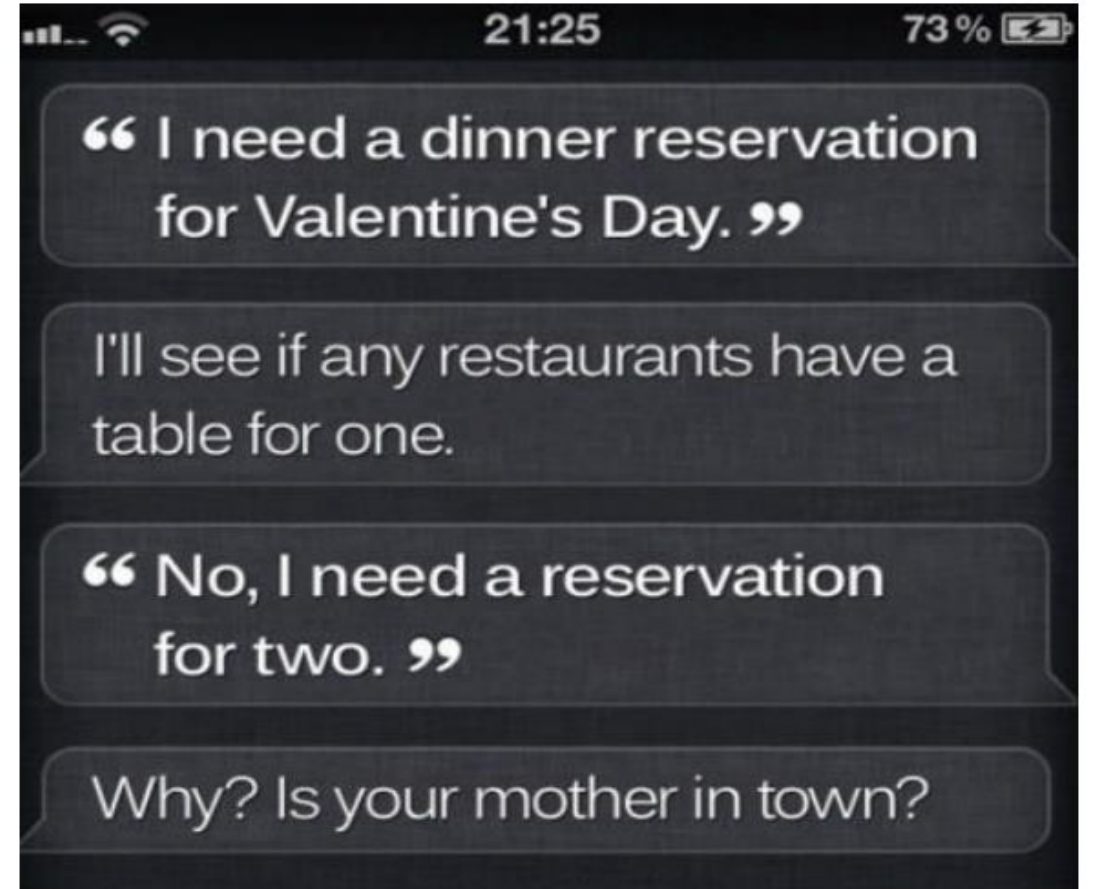 21:25 73%
“ I need a dinner reservation
for Valentine's Day. ”
I'll see if any restaurants have a
table for one.
“ No, I need a reservation
for two. ”
Why? Is your mother in town?